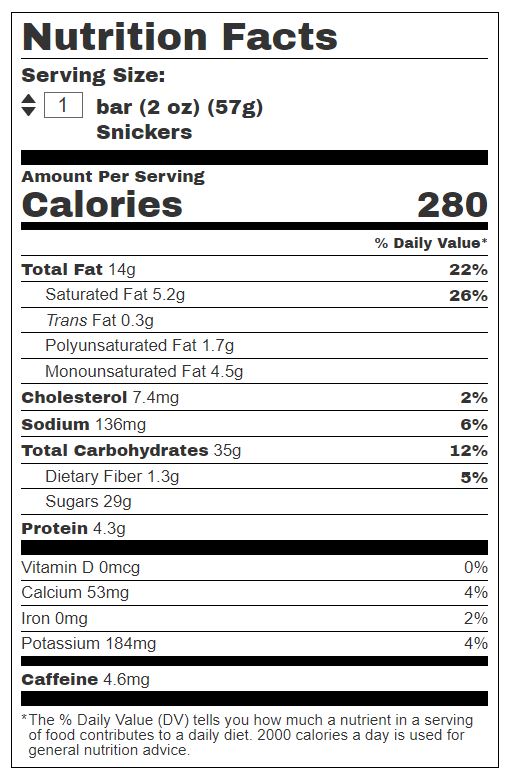 Nutrition Facts
Serving Size:
1 bar (2 oz) (57g)
Snickers
Amount Per Serving
Calories 280
% Daily Value*
Total Fat 14g 22%
Saturated Fat 5.2g 26%
Trans Fat 0.3g
Polyunsaturated Fat 1.7g
Monounsaturated Fat 4.5g
Cholesterol 7.4mg 2%
Sodium 136mg 6%
Total Carbohydrates 35g 12%
Dietary Fiber 1.3g 5%
Sugars 29g
Protein 4.3g
Vitamin D 0mcg 0%
Calcium 53mg 4%
Iron 0mg 2%
Potassium 184mg 4%
Caffeine 4.6mg
*The % Daily Value (DV) tells you how much a nutrient in a serving
of food contributes to a daily diet. 2000 calories a day is used for
general nutrition advice.